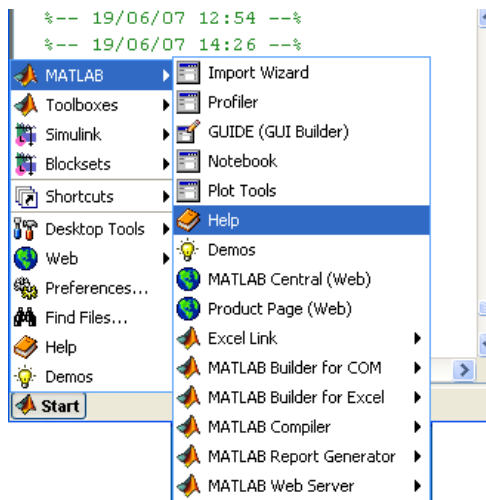 %-- 19/06/07 12:54 --%
%-- 19/06/07 14:26 --%
MATLAB
Toolboxes
Simulink
Blocksets
Shortcuts
Desktop Tools
Web
Preferences...
Find Files...
Help
Demos
Start
Import Wizard
Profiler
GUIDE (GUI Builder)
Notebook
Plot Tools
Help
Demos
MATLAB Central (Web)
Product Page (Web)
Excel Link
MATLAB Builder for COM
MATLAB Builder for Excel
MATLAB Compiler
MATLAB Report Generator
MATLAB Web Server